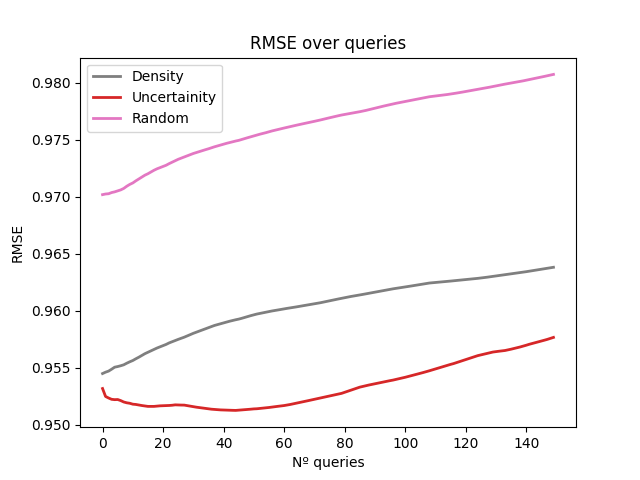 RMSE over queries
Density
Uncertainity
Random
0.980
0.975
0.970
0.965
0.960
0.955
0.950
RMSE
0 20 40 60 80 100 120 140
Nº queries